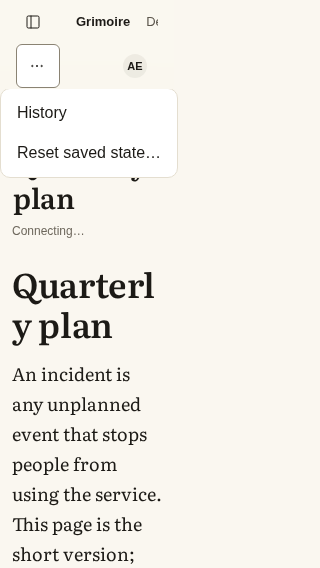 Grimoire
···
AE
History
Reset saved state…
plan
Connecting…
Quarterl
y plan
An incident is
any unplanned
event that stops
people from
using the service.
This page is the
short version;